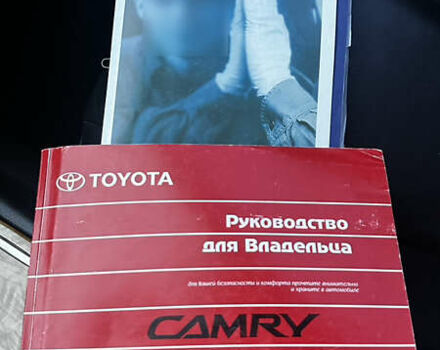 TOYOTA
Руководство
для Владельца
для Вашей безопасности и комфорта прочтите внимательно
и храните в автомобиле
CAMRY